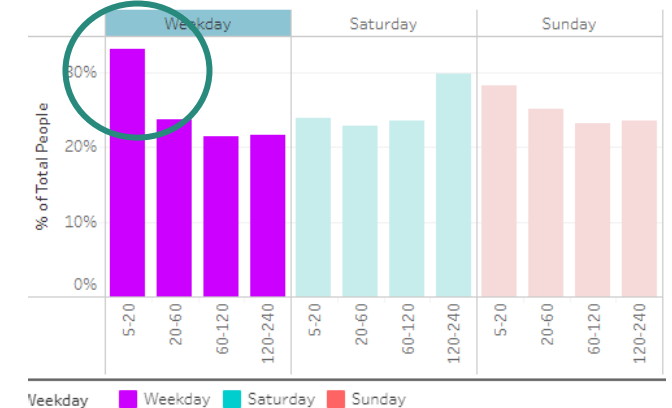 Weekday Saturday Sunday
% of Total People
30%
20%
10%
0%
5-20 20-60 60-120 120-240 5-20 20-60 60-120 120-240 5-20 20-60 60-120 120-240
Weekday Weekday Saturday Sunday